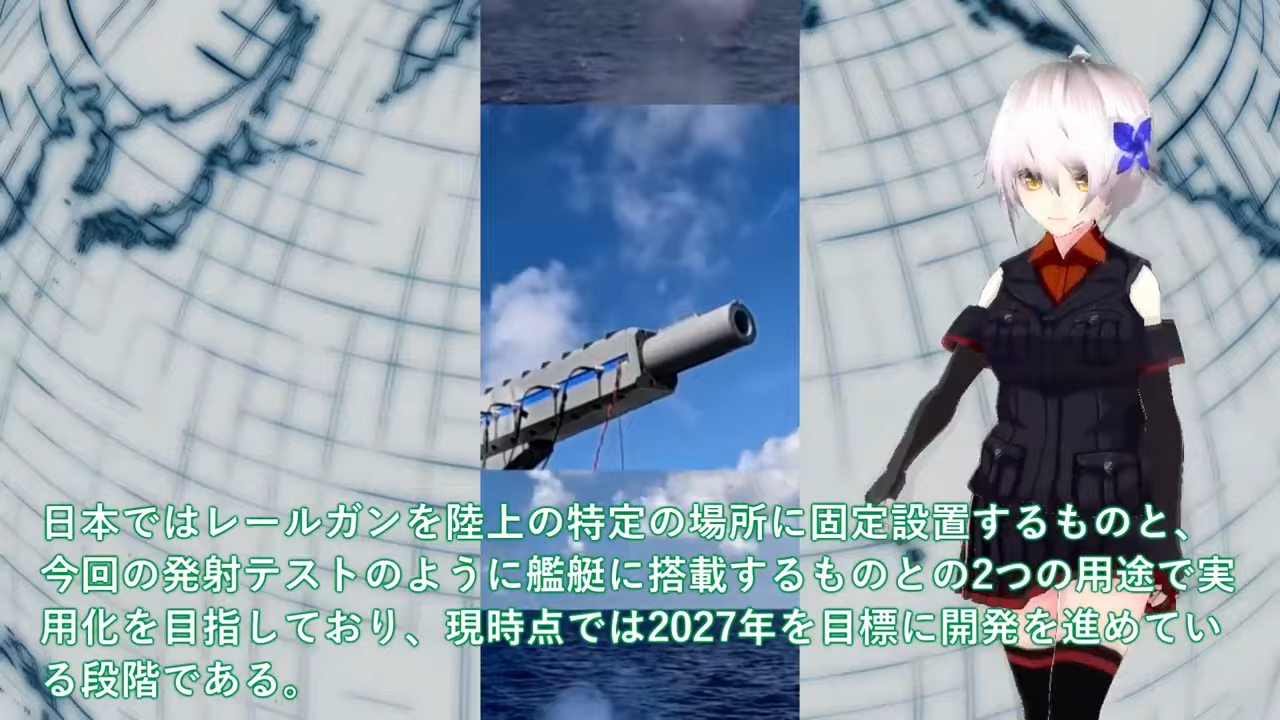 日本ではレールガンを陸上の特定の場所に固定設置するものと、
今回の発射テストのように艦艇に搭載するものとの2つの用途で実
用化を目指しており、現時点では2027年を目標に開発を進めてい
る段階である。